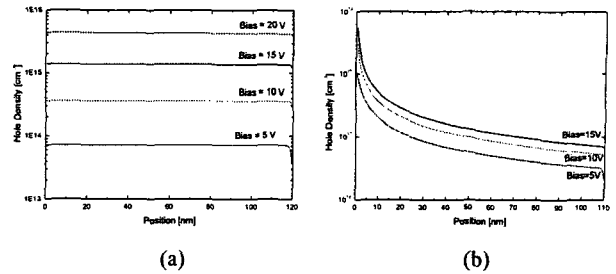 1E16
1E15
1E14
1E13
Hole Density [cm⁻]
Bias = 20 V
Bias = 15 V
Bias = 10 V
Bias = 5 V
0 20 40 60 80 100 120
Position [nm]
(a)
Hole Density [cm⁻]
Bias=15V
Bias=10V
Bias=5V
0 10 20 30 40 50 60 70 80 90 100 110
Position [nm]
(b)